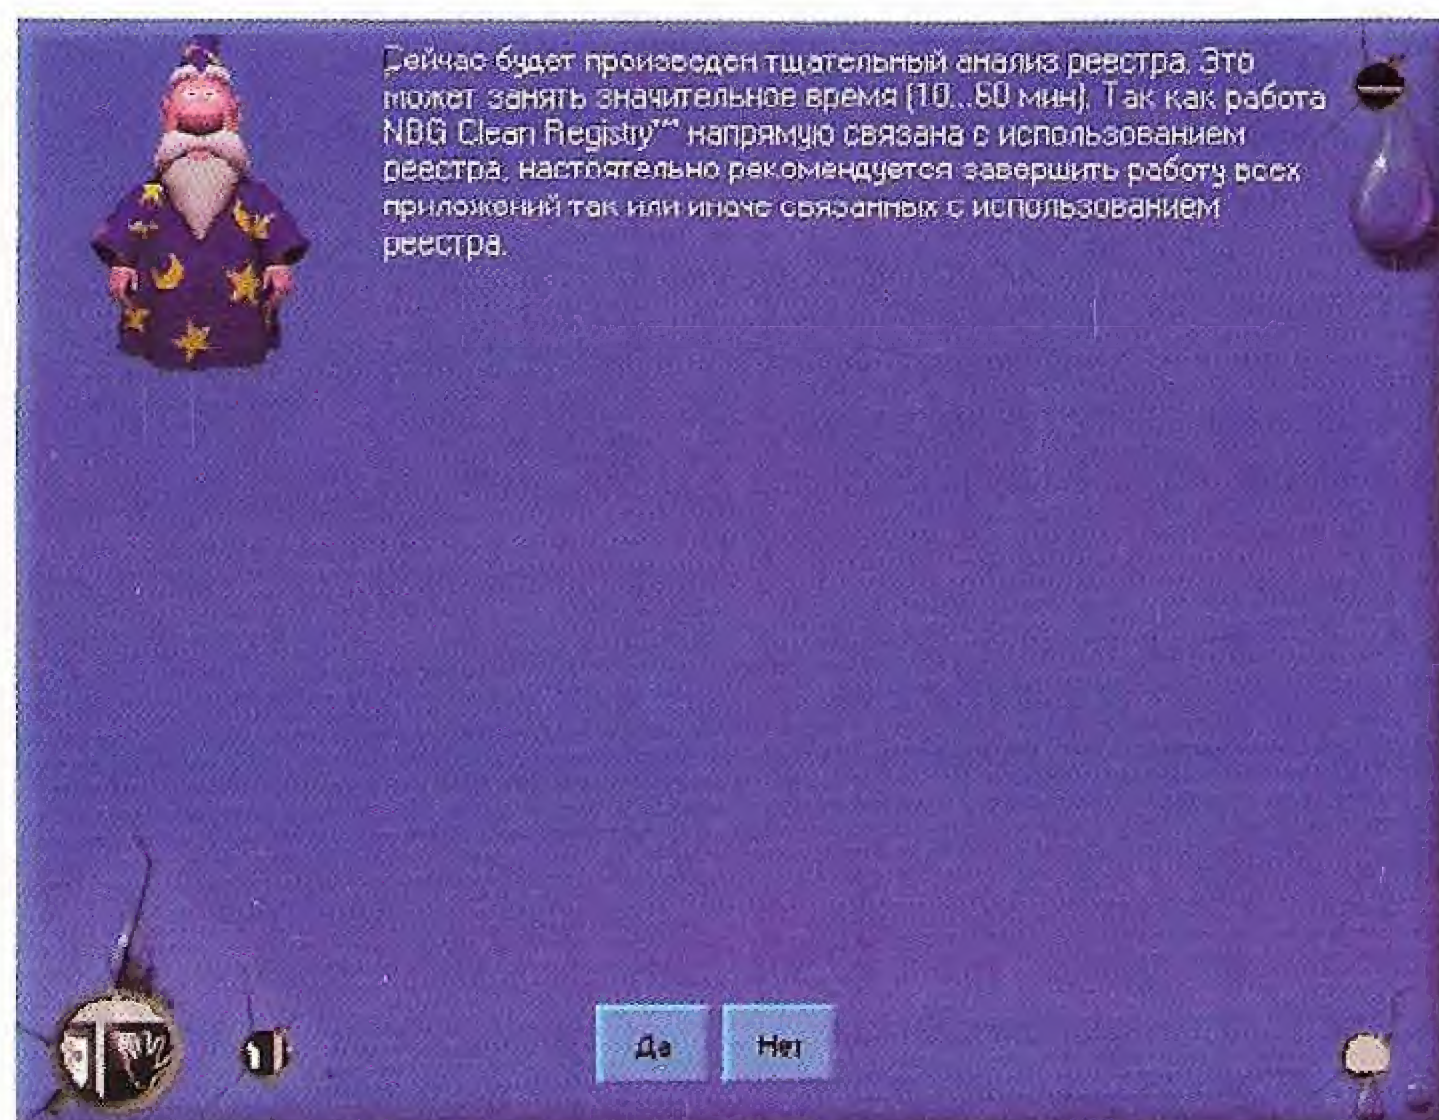 Сейчас будет произведен тщательный анализ реестра. Это
может занять значительное время (10...60 мин). Так как работа
NBG Clean Registry™ напрямую связана с использованием
реестра, настоятельно рекомендуется завершить работу всех
приложений так или иначе связанных с использованием
реестра.
Да
Нет